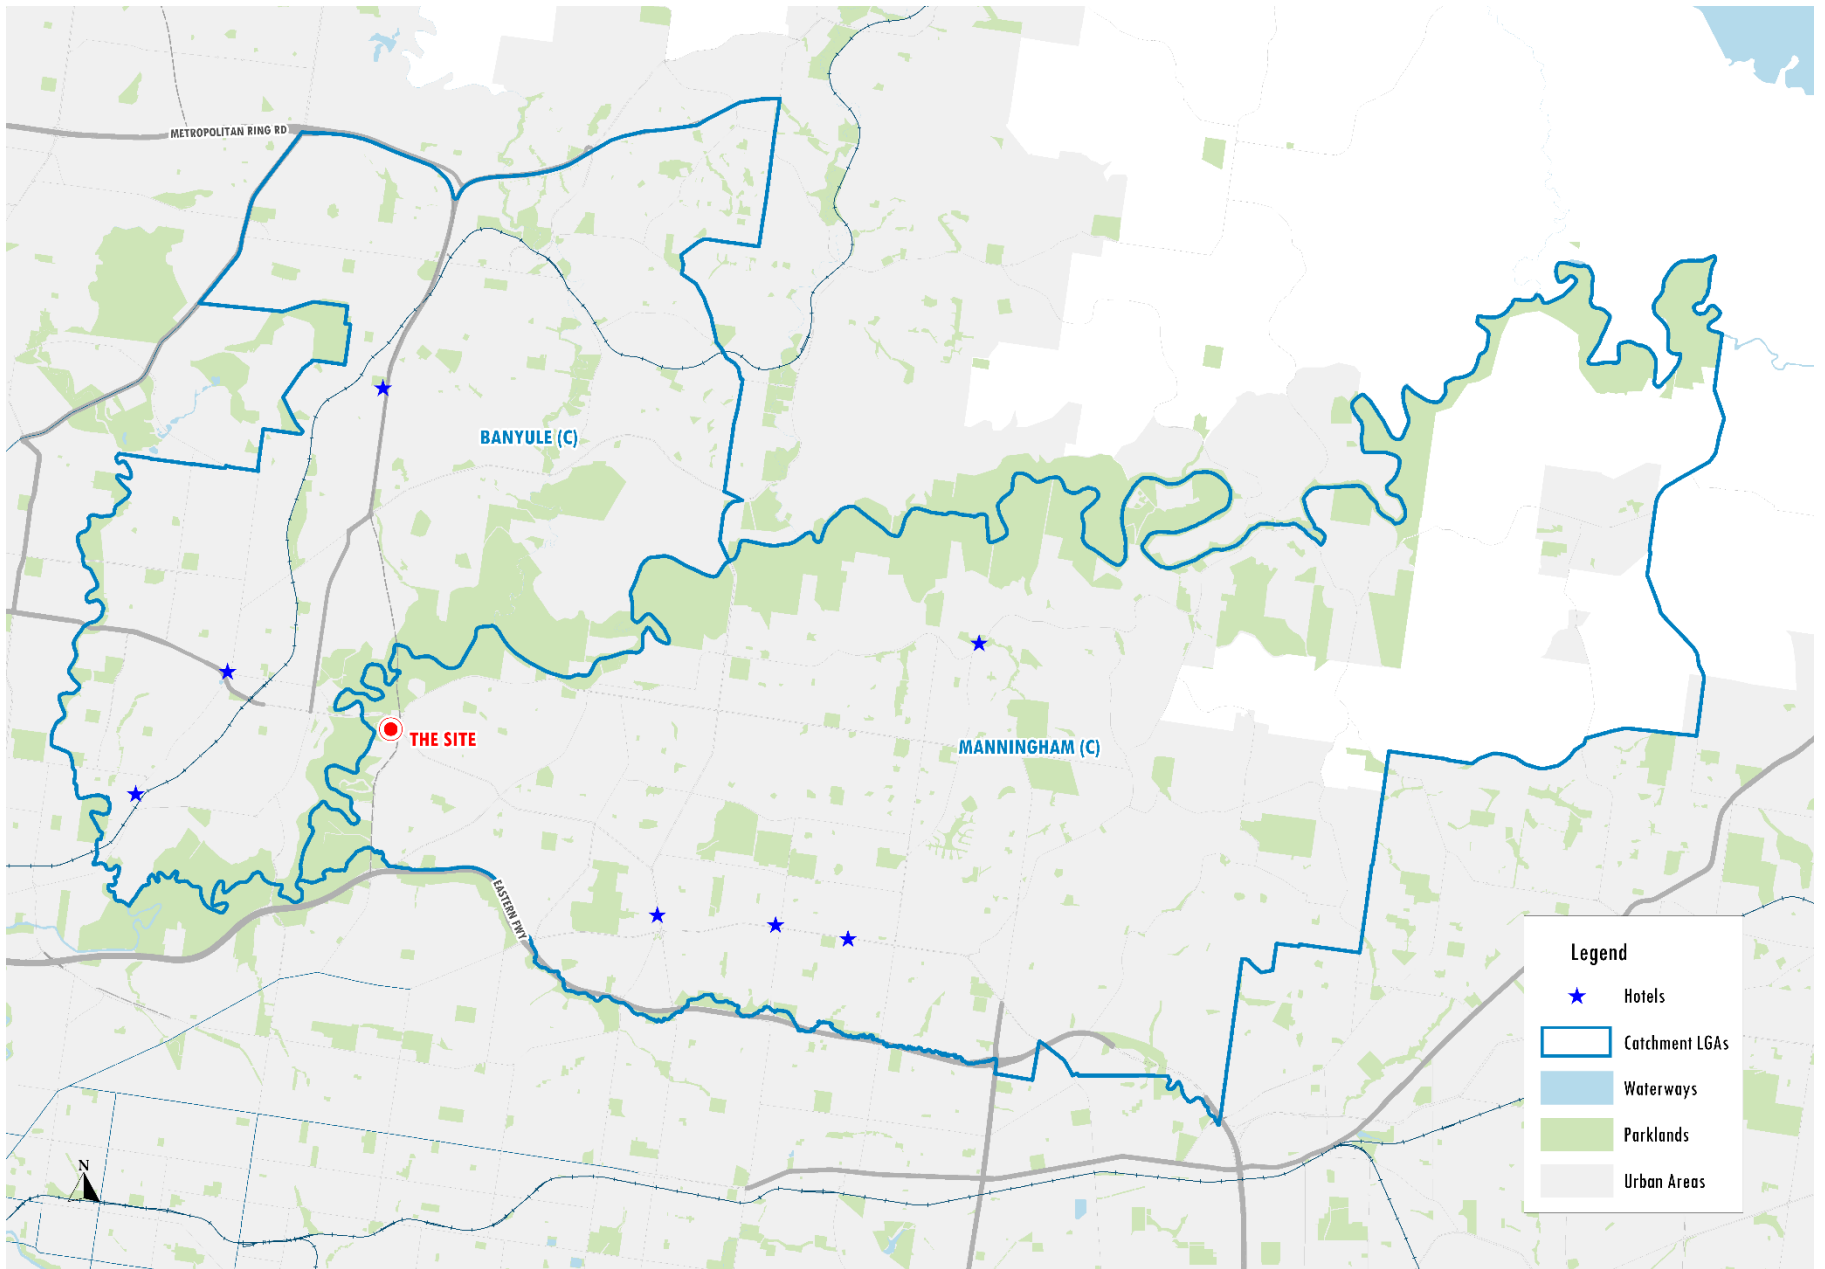 METROPOLITAN RING RD
BANYULE (C)
THE SITE
MANNINGHAM (C)
EASTERN FWY
Legend
Hotels
Catchment LGAs
Waterways
Parklands
Urban Areas
N